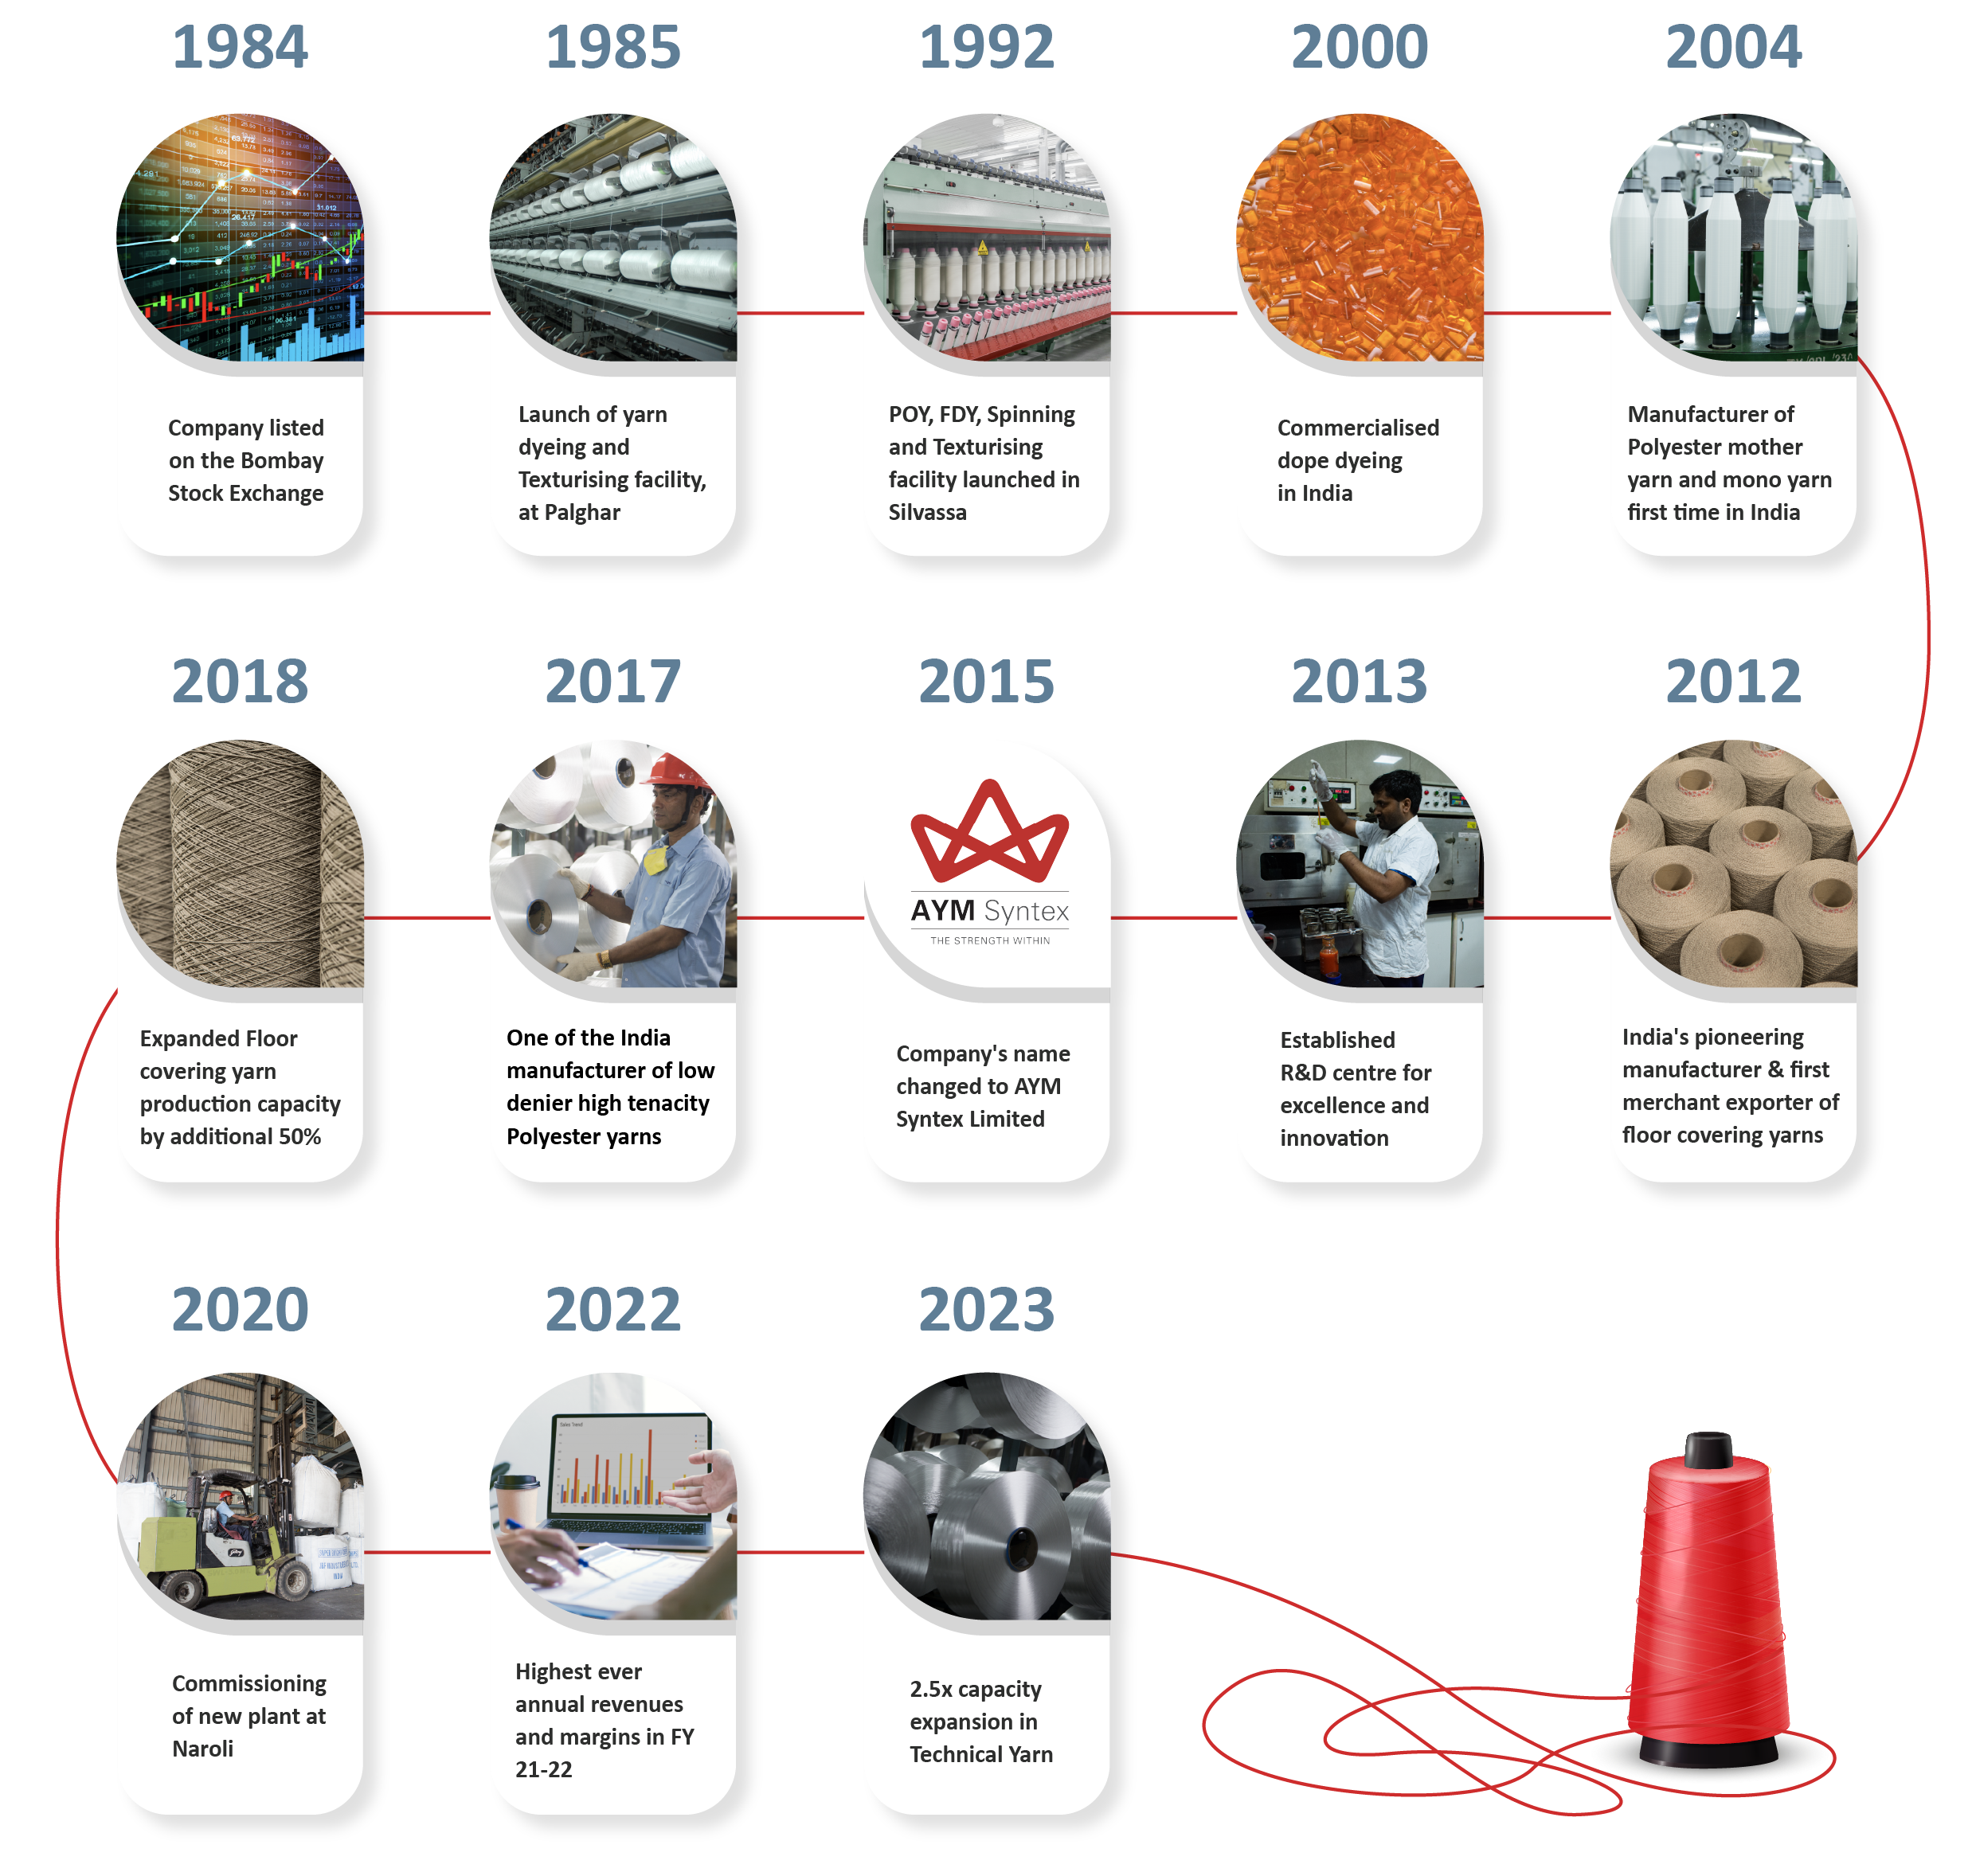 1984
1985
1992
2000
2004
Company listed
on the Bombay
Stock Exchange
Launch of yarn
dyeing and
Texturising facility,
at Palghar
POY, FDY, Spinning
and Texturising
facility launched in
Silvassa
Commercialised
dope dyeing
in India
Manufacturer of
Polyester mother
yarn and mono yarn
first time in India
2018
2017
2015
2013
2012
AYM Syntex
THE STRENGTH WITHIN
Expanded Floor
covering yarn
production capacity
by additional 50%
One of the India
manufacturer of low
denier high tenacity
Polyester yarns
Company's name
changed to AYM
Syntex Limited
Established
R&D centre for
excellence and
innovation
India's pioneering
manufacturer & first
merchant exporter of
floor covering yarns
2020
2022
2023
Sales Trend
Commissioning
of new plant at
Naroli
Highest ever
annual revenues
and margins in FY
21-22
2.5x capacity
expansion in
Technical Yarn